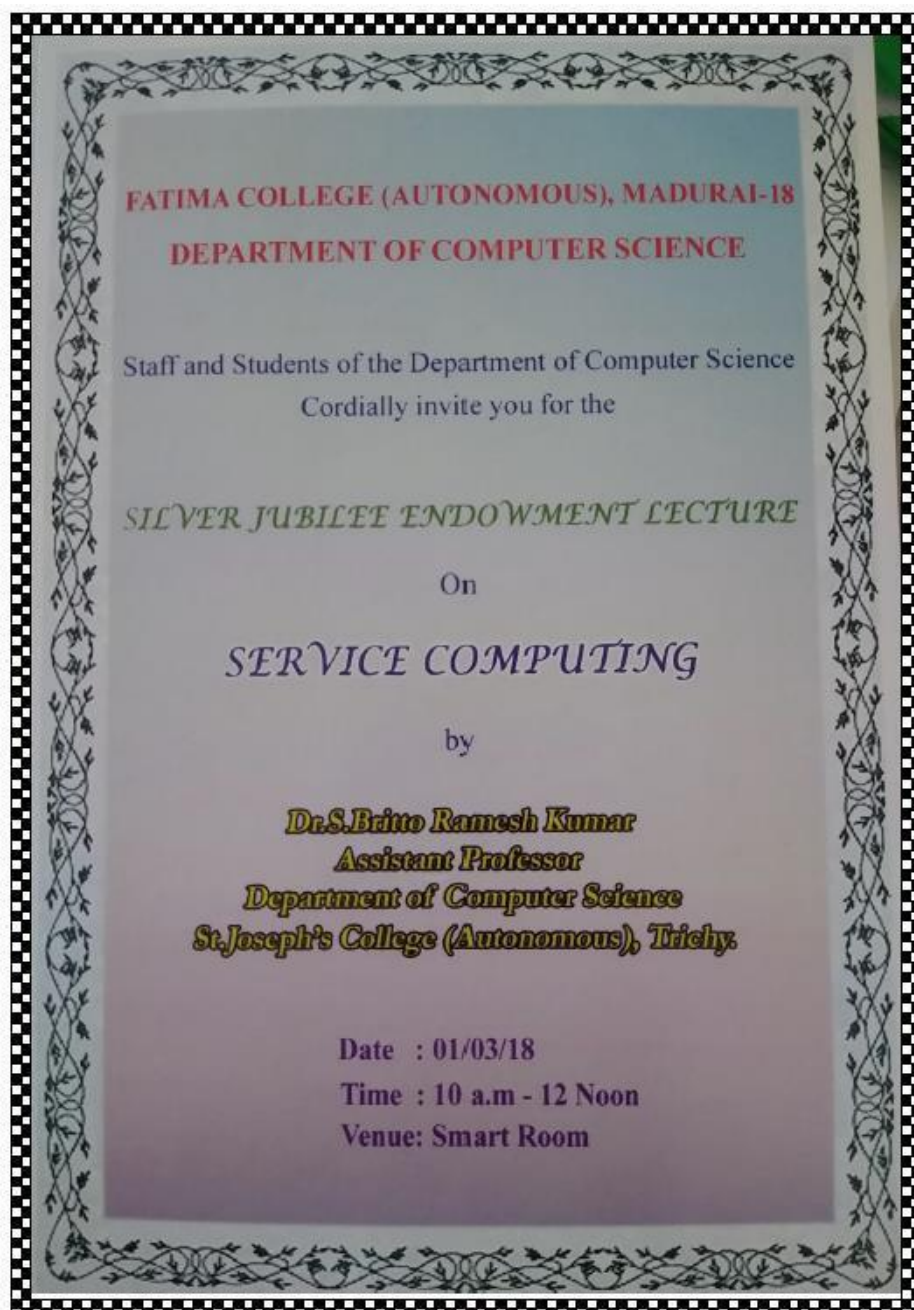 FATIMA COLLEGE (AUTONOMOUS), MADURAI-18
DEPARTMENT OF COMPUTER SCIENCE
Staff and Students of the Department of Computer Science
Cordially invite you for the
SILVER JUBILEE ENDOWMENT LECTURE
On
SERVICE COMPUTING
by
Dr.S.Britto Ramesh Kumar
Assistant Professor
Department of Computer Science
St.Joseph's College (Autonomous), Trichy.
Date : 01/03/18
Time : 10 a.m - 12 Noon
Venue: Smart Room